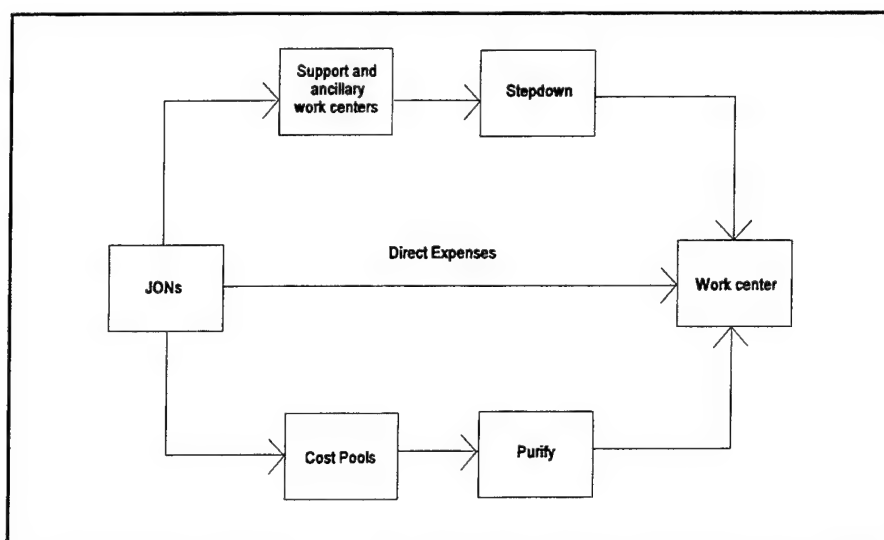 Support and
ancillary
work centers
Stepdown
Direct Expenses
JONs
Work center
Cost Pools
Purify